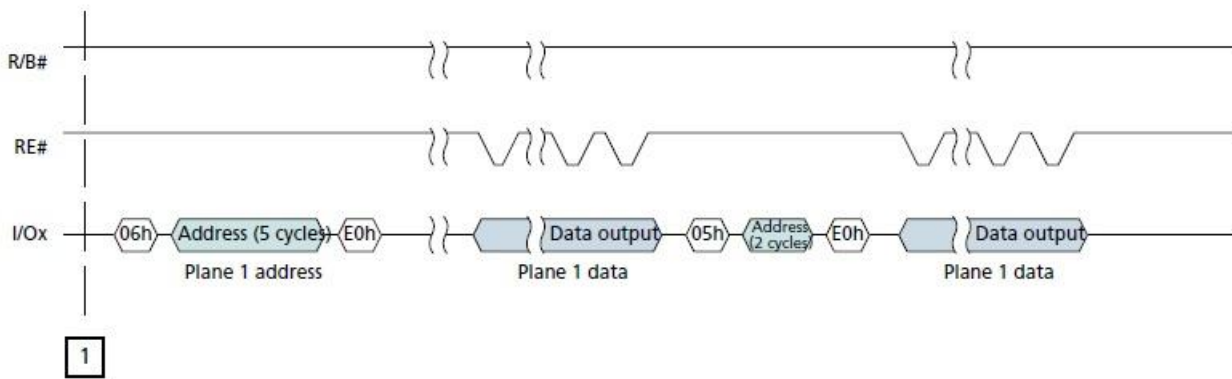 R/B#
RE#
I/Ox
06h Address (5 cycles) E0h Data output 05h Address (2 cycles) E0h Data output
Plane 1 address Plane 1 data Plane 1 data
1